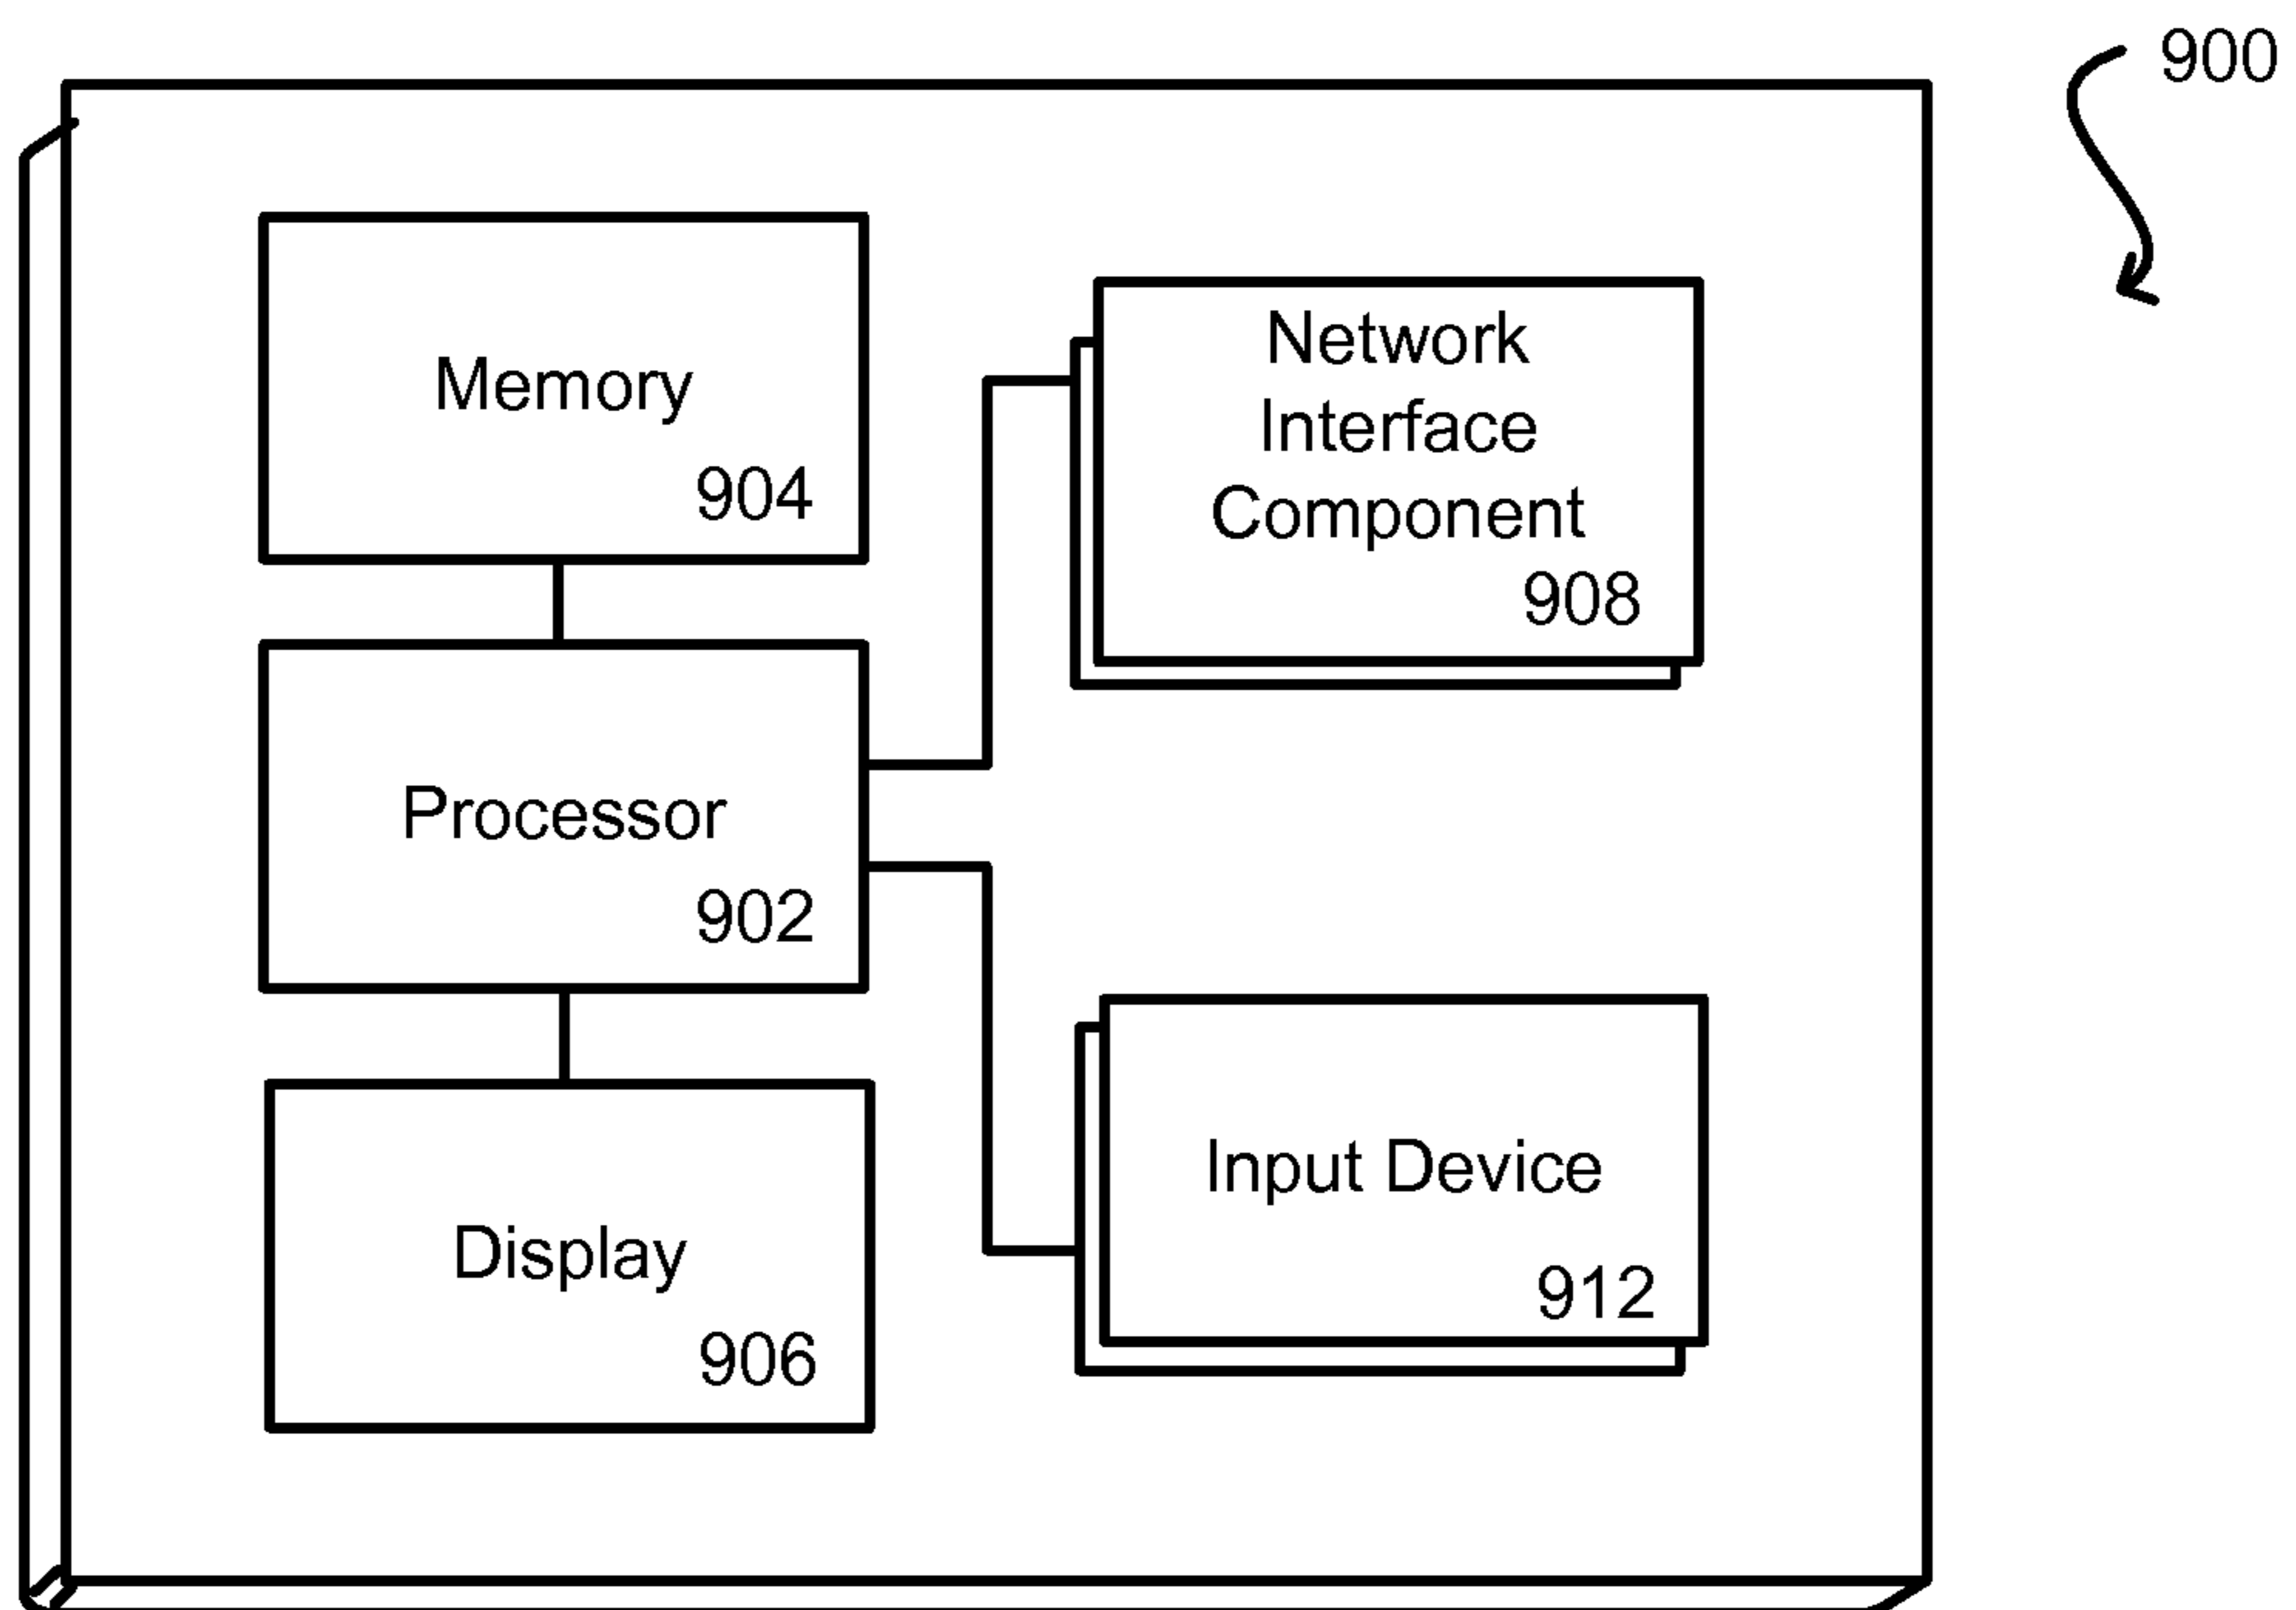 900
Memory
904
Network
Interface
Component
908
Processor
902
Input Device
912
Display
906